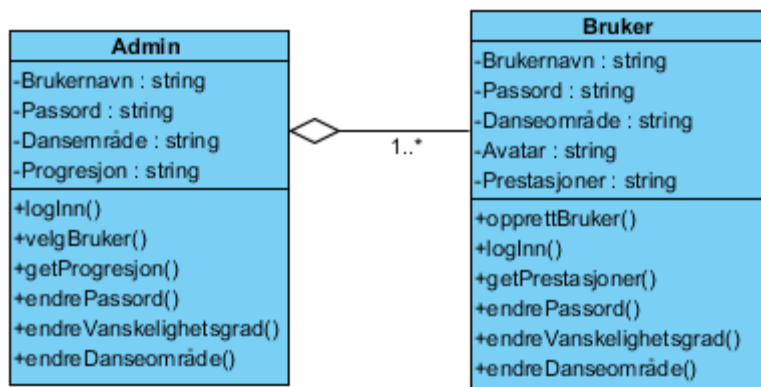 Admin
-Brukernavn : string
-Passord : string
-Dansemråde : string
-Progresjon : string
+logInn()
+velgBruker()
+getProgresjon()
+endrePassord()
+endreVanskelighetsgrad()
+endreDanseområde()
1..*
Bruker
-Brukernavn : string
-Passord : string
-Danseområde : string
-Avatar : string
-Prestasjoner : string
+opprettBruker()
+logInn()
+getPrestasjoner()
+endrePassord()
+endreVanskelighetsgrad()
+endreDanseområde()